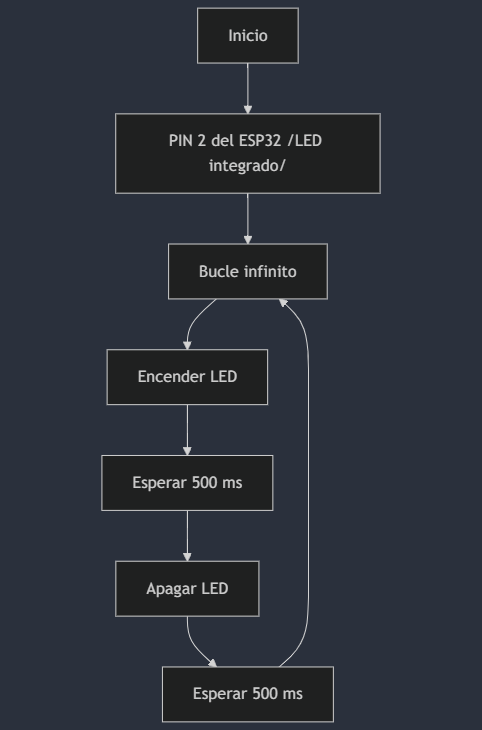 Inicio
PIN 2 del ESP32 /LED
integrado/
Bucle infinito
Encender LED
Esperar 500 ms
Apagar LED
Esperar 500 ms